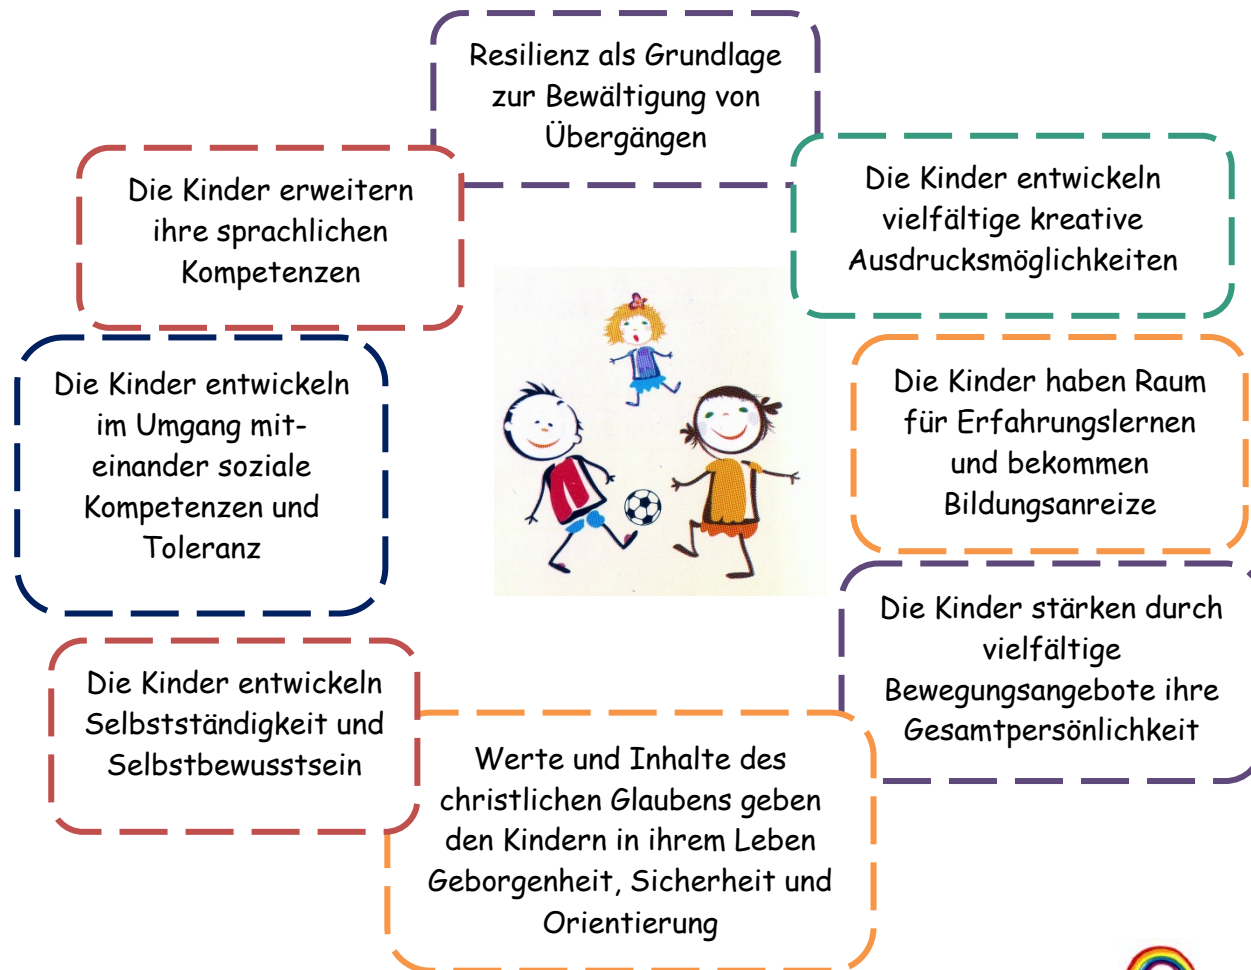 Resilienz als Grundlage
zur Bewältigung von
Übergängen
Die Kinder erweitern
ihre sprachlichen
Kompetenzen
Die Kinder entwickeln
vielfältige kreative
Ausdrucksmöglichkeiten
Die Kinder entwickeln
im Umgang mit-
einander soziale
Kompetenzen und
Toleranz
Die Kinder haben Raum
für Erfahrungslernen
und bekommen
Bildungsanreize
Die Kinder stärken durch
vielfältige
Bewegungsangebote ihre
Gesamtpersönlichkeit
Die Kinder entwickeln
Selbstständigkeit und
Selbstbewusstsein
Werte und Inhalte des
christlichen Glaubens geben
den Kindern in ihrem Leben
Geborgenheit, Sicherheit und
Orientierung